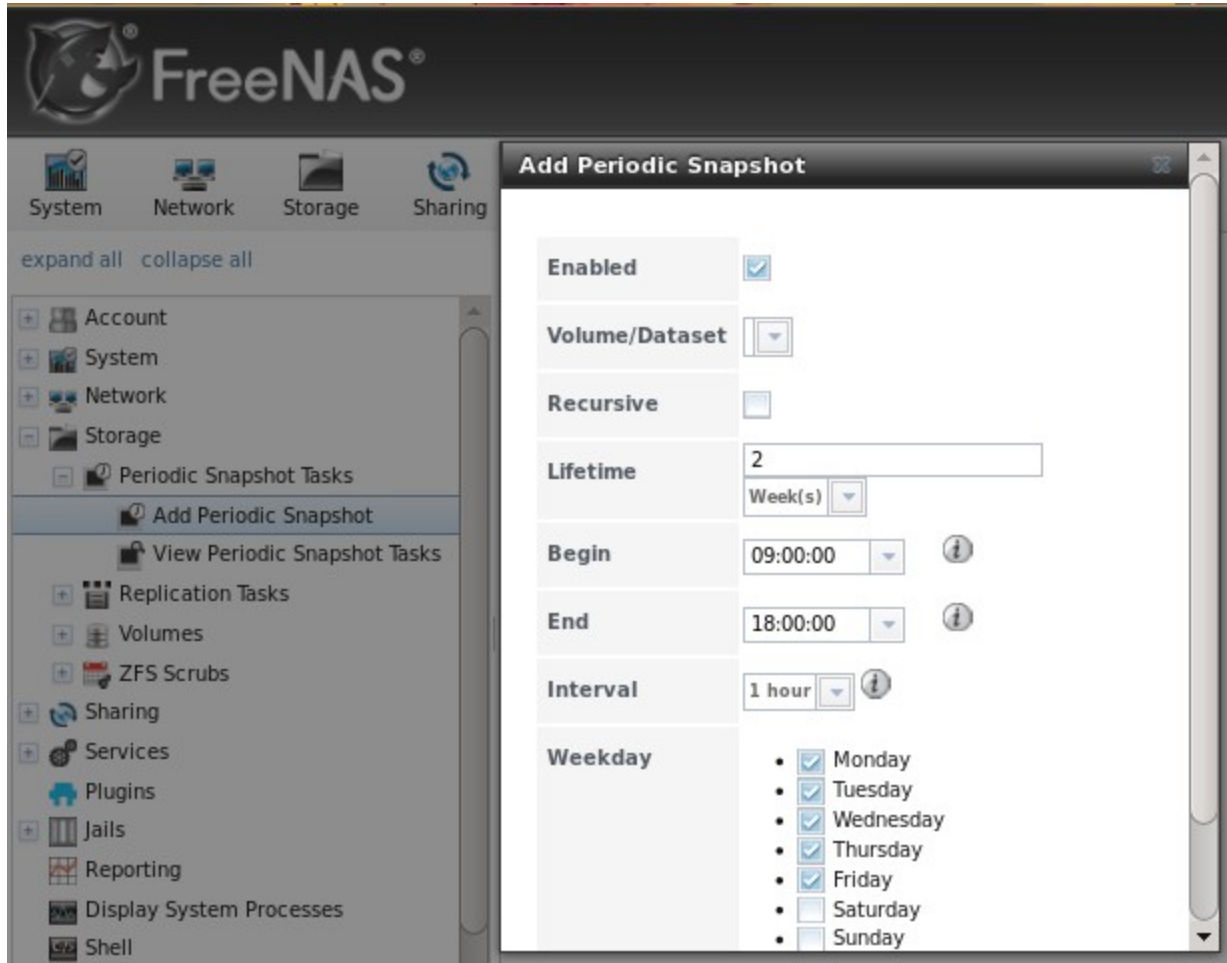 FreeNAS®
System Network Storage Sharing
expand all collapse all
Account
System
Network
Storage
Periodic Snapshot Tasks
Add Periodic Snapshot
View Periodic Snapshot Tasks
Replication Tasks
Volumes
ZFS Scrubs
Sharing
Services
Plugins
Jails
Reporting
Display System Processes
Shell
Add Periodic Snapshot
Enabled
Volume/Dataset
Recursive
Lifetime
2
Week(s)
Begin 09:00:00
End 18:00:00
Interval 1 hour
Weekday
• Monday
• Tuesday
• Wednesday
• Thursday
• Friday
• Saturday
• Sunday